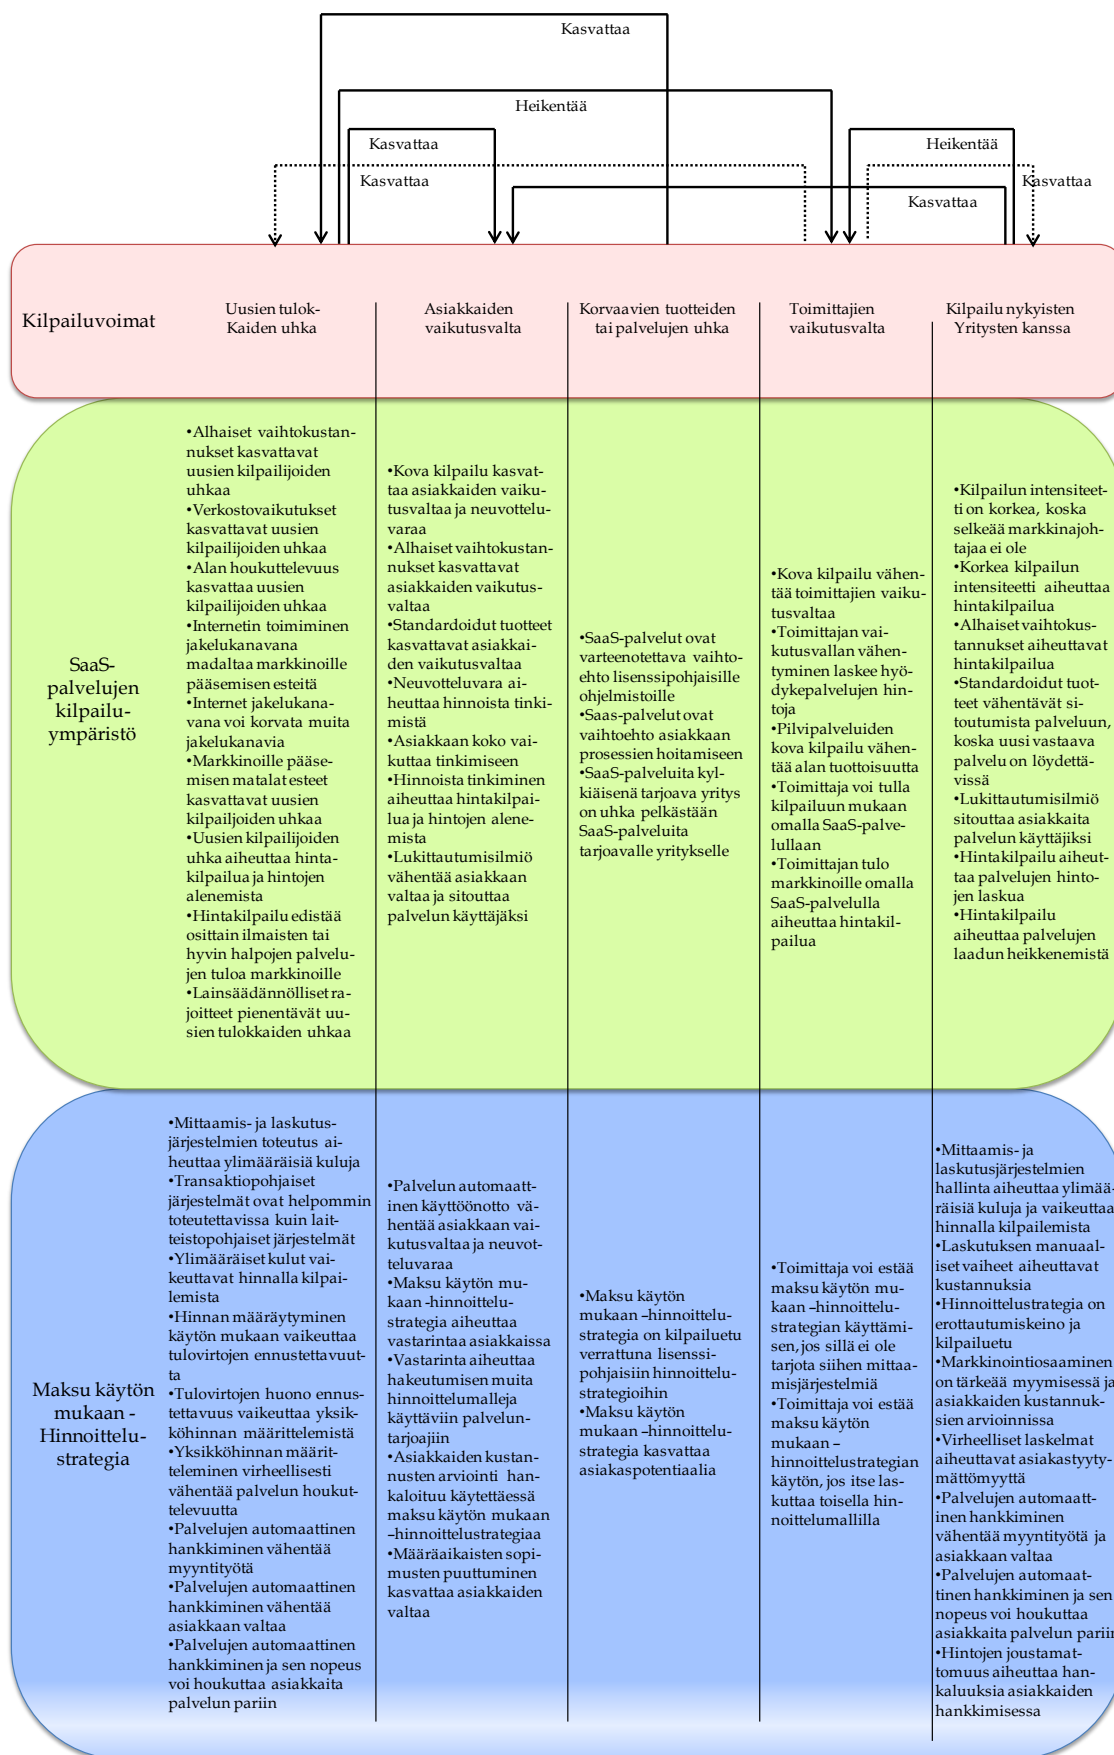 Kasvattaa
Heikentää
Kasvattaa
Heikentää
Kasvattaa
Kasvattaa
Kasvattaa
Kilpailuvoimat
Uusien tulok-
Kaiden uhka
Asiakkaiden
vaikutusvalta
Korvaavien tuotteiden
tai palvelujen uhka
Toimittajien
vaikutusvalta
Kilpailu nykyisten
Yritysten kanssa
SaaS-
palvelujen
kilpailu-
ympäristö
•Alhaiset vaihtokustan-
nukset kasvattavat
uusien kilpailijoiden
uhkaa
•Verkostovaikutukset
kasvattavat uusien
kilpailijoiden uhkaa
•Alan houkuttelevuus
kasvattaa uusien
kilpailijoiden uhkaa
•Internetin toimiminen
jakelukanavana
madaltaa markkinoille
pääsemisen esteitä
•Internet jakelukana-
vana voi korvata muita
jakelukanavia
•Markkinoille pääse-
misen matalat esteet
kasvattavat uusien
kilpailjoiden uhkaa
•Uusien kilpailijoiden
uhka aiheuttaa hinta-
kilpailua ja hintojen
alenemista
•Hintakilpailu edistää
osittain ilmaisten tai
hyvin halpojen palvelu-
jen tuloa markkinoille
•Lainsäädännölliset ra-
joitteet pienentävät uu-
sien tulokkaiden uhkaa
•Kova kilpailu kasvat-
taa asiakkaiden vaiku-
tusvaltaa ja neuvottelu-
varaa
•Alhaiset vaihtokustan-
nukset kasvattavat
asiakkaiden vaikutus-
valtaa
•Standardoidut tuotteet
kasvattavat asiakkai-
den vaikutusvaltaa
•Neuvotteluvara ai-
heuttaa hinnoista tinki-
mistä
•Asiakkaan koko vai-
kuttaa tinkimiseen
•Hinnoista tinkiminen
aiheuttaa hintakilpai-
lua ja hintojen alene-
mista
•Lukittautumisilmiö
vähentää asiakkaan
valtaa ja sitouttaa
palvelun käyttäjäksi
•SaaS-palvelut ovat
varteenotettava vaihto-
ehto lisenssipohjaisille
ohjelmistoille
•Saas-palvelut ovat
vaihtoehto asiakkaan
prosessien hoitamiseen
•SaaS-palveluita kyl-
kiäisenä tarjoava yritys
on uhka pelkästään
SaaS-palveluita
tarjoavalle yritykselle
•Kova kilpailu vähen-
tää toimittajien vaiku-
tusvaltaa
•Toimittajan vai-
kutusvallan vähen-
tyminen laskee hyö-
dykepalvelujen hin-
toja
•Pilvipalveluiden
kova kilpailu vähen-
tää alan tuottoisuutta
•Toimittaja voi tulla
kilpailuun mukaan
omalla SaaS-palve-
lullaan
•Toimittajan tulo
markkinoille omalla
SaaS-palvelulla
aiheuttaa hintakil-
pailua
•Kilpailun intensiteet-
ti on korkea, koska
selkeää markkinajoh-
tajaa ei ole
•Korkea kilpailun
intensiteetti aiheuttaa
hintakilpailua
•Alhaiset vaihtokus-
tannukset aiheuttavat
hintakilpailua
•Standardoidut tuot-
teet vähentävät si-
toutumista palveluun,
koska uusi vastaava
palvelu on löydettä-
vissä
•Lukittautumisilmiö
sitouttaa asiakkaita
palvelun käyttäjiksi
•Hintakilpailu aiheut-
taa palvelujen hinto-
jen laskua
•Hintakilpailu
aiheuttaa palvelujen
laadun heikkenemistä
Maksu käytön
mukaan -
Hinnoittelu-
strategia
•Mittaamis- ja laskutus-
järjestelmien toteutus ai-
heuttaa ylimääräisiä kuluja
•Transaktiopohjaiset
järjestelmät ovat helpommin
toteutettavissa kuin lait-
teistopohjaiset järjestelmät
•Ylimääräiset kulut vai-
keuttavat hinnalla kilpai-
lemista
•Hinnan määräytyminen
käytön mukaan vaikeuttaa
tulovirtojen ennustettavuut-
ta
•Tulovirtojen huono ennus-
tettavuus vaikeuttaa yksik-
köhinnan määrittelemistä
•Yksikköhinnan määrit-
teleminen virheellisesti
vähentää palvelun houkut-
televuutta
•Palvelujen automaattinen
hankkiminen vähentää
myyntityötä
•Palvelujen automaattinen
hankkiminen vähentää
asiakkaan valtaa
•Palvelujen automaattinen
hankkiminen ja sen nopeus
voi houkuttaa asiakkaita
palvelun pariin
•Palvelun automaatt-
inen käyttöönotto vä-
hentää asiakkaan vai-
kutusvaltaa ja neuvot-
teluvaraa
•Maksu käytön mu-
kaan -hinnoittelu-
strategia aiheuttaa
vastarintaa asiakkaissa
•Vastarinta aiheuttaa
hakeutumisen muita
hinnoittelumalleja
käyttäviin palvelun-
tarjoajiin
•Asiakkaiden kustan-
nusten arviointi han-
kaloituu käytettäessä
maksu käytön mukaan
–hinnoittelustrategiaa
•Määräaikaisten sopi-
musten puuttuminen
kasvattaa asiakkaiden
valtaa
•Maksu käytön
mukaan –hinnoittelu-
strategia on kilpailuetu
verrattuna lisenssi-
pohjaisiin hinnoittelu-
strategioihin
•Maksu käytön
mukaan –hinnoittelu-
strategia kasvattaa
asiakaspotentiaalia
•Toimittaja voi estää
maksu käytön mu-
kaan –hinnoittelu-
strategian käyttämi-
sen, jos sillä ei ole
tarjota siihen mittaa-
misjärjestelmiä
•Toimittaja voi estää
maksu käytön
mukaan –
hinnoittelustrategian
käytön, jos itse las-
kuttaa toisella hin-
noittelumallilla
•Mittaamis- ja
laskutusjärjestelmien
hallinta aiheuttaa ylimää-
räisiä kuluja ja vaikeuttaa
hinnalla kilpailemista
•Laskutuksen manuaal-
iset vaiheet aiheuttavat
kustannuksia
•Hinnoittelustrategia on
erottautumiskeino ja
kilpailuetu
•Markkinointiosaaminen
on tärkeää myymisessä ja
asiakkaiden kustannuk-
sien arvioinnissa
•Virheelliset laskelmat
aiheuttavat asiakastyyty-
mättömyyttä
•Palvelujen automaatt-
inen hankkiminen
vähentää myyntityötä ja
asiakkaan valtaa
•Palvelujen automaat-
tinen hankkiminen ja sen
nopeus voi houkuttaa
asiakkaita palvelun pariin
•Hintojen joustamat-
tomuus aiheuttaa han-
kaluuksia asiakkaiden
hankkimisessa